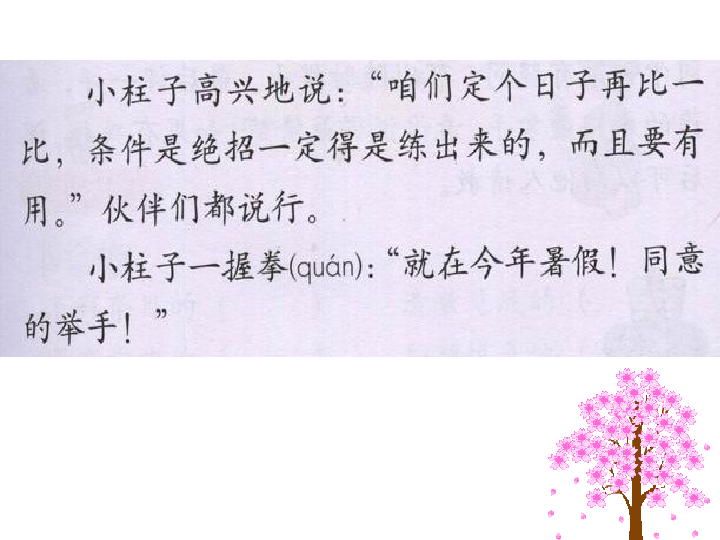 小柱子高兴地说：“咱们定个日子再比一
比，条件是绝招一定得是练出来的，而且要有
用。”伙伴们都说行。
小柱子一握拳(quán)：“就在今年暑假！同意
的举手！”